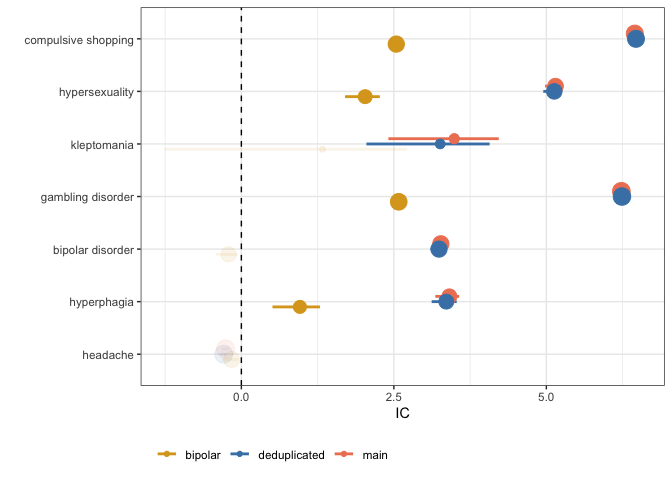 compulsive shopping
hypersexuality
kleptomania
gambling disorder
bipolar disorder
hyperphagia
headache
0.0 2.5 5.0
IC
bipolar deduplicated main